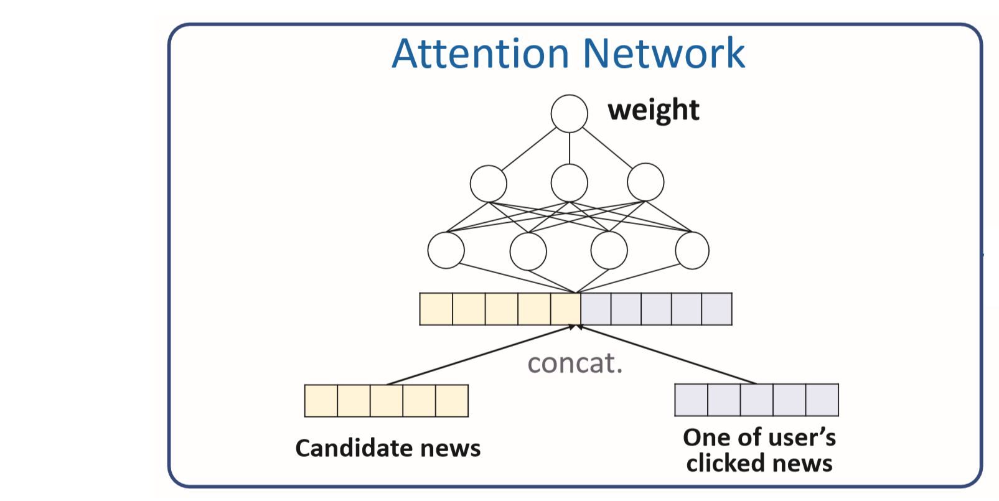 Attention Network
weight
concat.
Candidate news
One of user's
clicked news